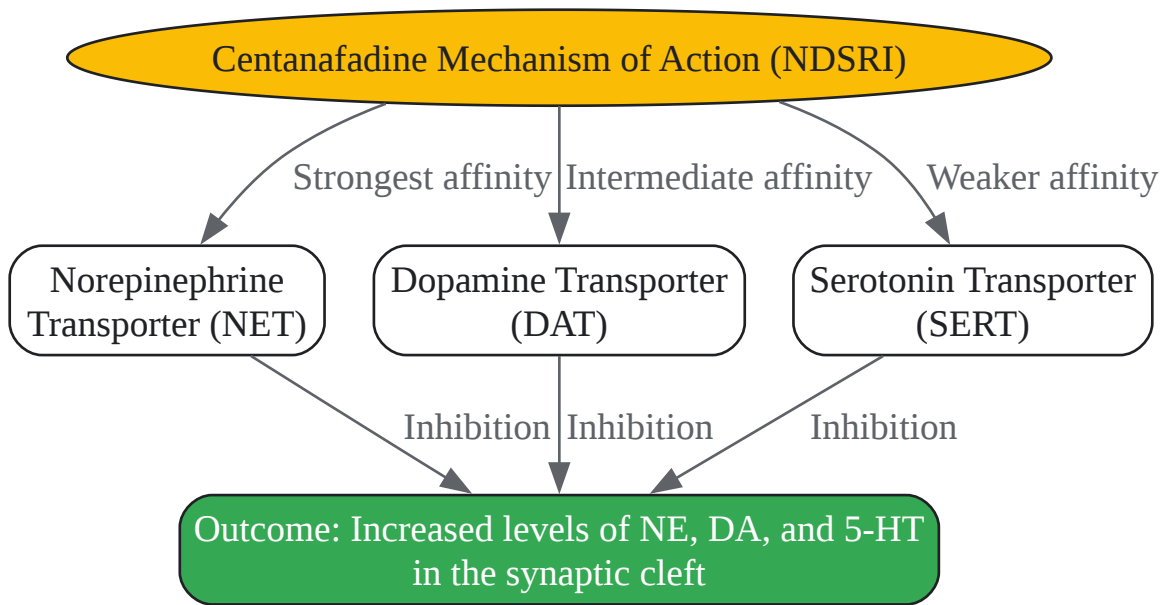 Centanafadine Mechanism of Action (NDSRI)
Strongest affinity
Intermediate affinity
Weaker affinity
Norepinephrine
Transporter (NET)
Dopamine Transporter
(DAT)
Serotonin Transporter
(SERT)
Inhibition
Inhibition
Inhibition
Outcome: Increased levels of NE, DA, and 5-HT
in the synaptic cleft